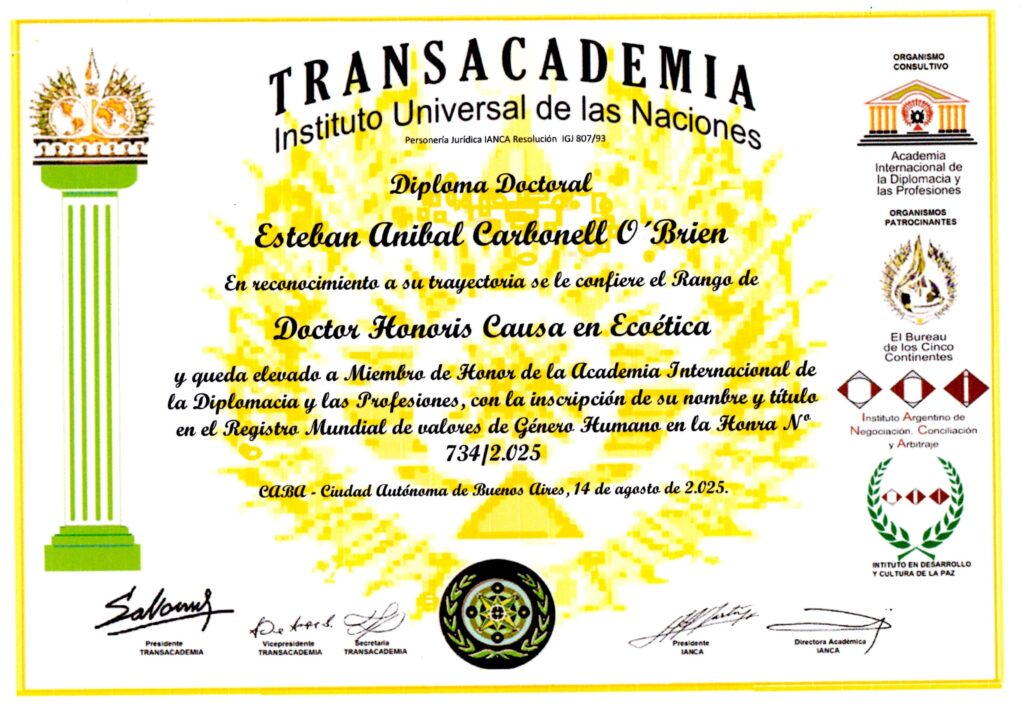 TRANSACADEMIA
Instituto Universal de las Naciones
Personería Jurídica IANCA Resolución IGJ 807/93
Diploma Doctoral
Esteban Anibal Carbonell O´Brien
En reconocimiento a su trayectoria se le confiere el Rango de
Doctor Honoris Causa en Ecoética
y queda elevado a Miembro de Honor de la Academia Internacional de
la Diplomacia y las Profesiones, con la inscripción de su nombre y título
en el Registro Mundial de valores de Género Humano en la Honra Nº
734/2.025
CABA - Ciudad Autónoma de Buenos Aires, 14 de agosto de 2.025.
ORGANISMO
CONSULTIVO
Academia
Internacional de
la Diplomacia y
las Profesiones
ORGANISMOS
PATROCINANTES
El Bureau
de los Cinco
Continentes
Instituto Argentino de
Negociación, Conciliación
y Arbitraje
INTITUTO EN DESARROLLO
Y CULTURA DE LA PAZ
Presidente
TRANSACADEMIA
Vicepresidente
TRANSACADEMIA
Secretaria
TRANSACADEMIA
Presidente
IANCA
Directora Académica
IANCA